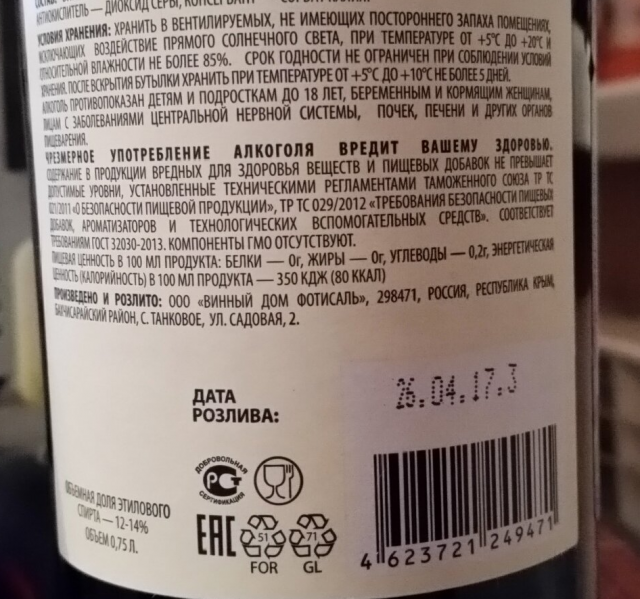 АНТИОКИСЛИТЕЛЬ — ДИОКСИД СЕРЫ, КОНСЕРВАНТ —
УСЛОВИЯ ХРАНЕНИЯ: ХРАНИТЬ В ВЕНТИЛИРУЕМЫХ, НЕ ИМЕЮЩИХ ПОСТОРОННЕГО ЗАПАХА ПОМЕЩЕНИЯХ,
ИСКЛЮЧАЮЩИХ ВОЗДЕЙСТВИЕ ПРЯМОГО СОЛНЕЧНОГО СВЕТА, ПРИ ТЕМПЕРАТУРЕ ОТ +5°С ДО +20°С И
ОТНОСИТЕЛЬНОЙ ВЛАЖНОСТИ НЕ БОЛЕЕ 85%. СРОК ГОДНОСТИ НЕ ОГРАНИЧЕН ПРИ СОБЛЮДЕНИИ УСЛОВИЙ
ХРАНЕНИЯ. ПОСЛЕ ВСКРЫТИЯ БУТЫЛКИ ХРАНИТЬ ПРИ ТЕМПЕРАТУРЕ ОТ +5°С ДО +10°С НЕ БОЛЕЕ 5 ДНЕЙ.
АЛКОГОЛЬ ПРОТИВОПОКАЗАН ДЕТЯМ И ПОДРОСТКАМ ДО 18 ЛЕТ, БЕРЕМЕННЫМ И КОРМЯЩИМ ЖЕНЩИНАМ,
ЛИЦАМ С ЗАБОЛЕВАНИЯМИ ЦЕНТРАЛЬНОЙ НЕРВНОЙ СИСТЕМЫ, ПОЧЕК, ПЕЧЕНИ И ДРУГИХ ОРГАНОВ
ПИЩЕВАРЕНИЯ.
ЧРЕЗМЕРНОЕ УПОТРЕБЛЕНИЕ АЛКОГОЛЯ ВРЕДИТ ВАШЕМУ ЗДОРОВЬЮ.
СОДЕРЖАНИЕ В ПРОДУКЦИИ ВРЕДНЫХ ДЛЯ ЗДОРОВЬЯ ВЕЩЕСТВ И ПИЩЕВЫХ ДОБАВОК НЕ ПРЕВЫШАЕТ
ДОПУСТИМЫЕ УРОВНИ, УСТАНОВЛЕННЫЕ ТЕХНИЧЕСКИМИ РЕГЛАМЕНТАМИ ТАМОЖЕННОГО СОЮЗА ТР ТС
021/2011 «О БЕЗОПАСНОСТИ ПИЩЕВОЙ ПРОДУКЦИИ», ТР ТС 029/2012 «ТРЕБОВАНИЯ БЕЗОПАСНОСТИ ПИЩЕВЫХ
ДОБАВОК, АРОМАТИЗАТОРОВ И ТЕХНОЛОГИЧЕСКИХ ВСПОМОГАТЕЛЬНЫХ СРЕДСТВ». СООТВЕТСТВУЕТ
ТРЕБОВАНИЯМ ГОСТ 32030-2013. КОМПОНЕНТЫ ГМО ОТСУТСТВУЮТ.
ПИЩЕВАЯ ЦЕННОСТЬ В 100 МЛ ПРОДУКТА: БЕЛКИ — 0г, ЖИРЫ — 0г, УГЛЕВОДЫ — 0,2г, ЭНЕРГЕТИЧЕСКАЯ
ЦЕННОСТЬ (КАЛОРИЙНОСТЬ) В 100 МЛ ПРОДУКТА — 350 КДЖ (80 ККАЛ)
ПРОИЗВЕДЕНО И РОЗЛИТО: ООО «ВИННЫЙ ДОМ ФОТИСАЛЬ», 298471, РОССИЯ, РЕСПУБЛИКА КРЫМ,
БАХЧИСАРАЙСКИЙ РАЙОН, С. ТАНКОВОЕ, УЛ. САДОВАЯ, 2.
ДАТА
РОЗЛИВА:
26.04.17.3
ДОБРОВОЛЬНАЯ
СЕРТИФИКАЦИЯ
ОБЪЕМНАЯ ДОЛЯ ЭТИЛОВОГО
СПИРТА — 12-14%
ОБЪЕМ 0,75 Л.
EAC
51
FOR
71
GL
4 623721 249471